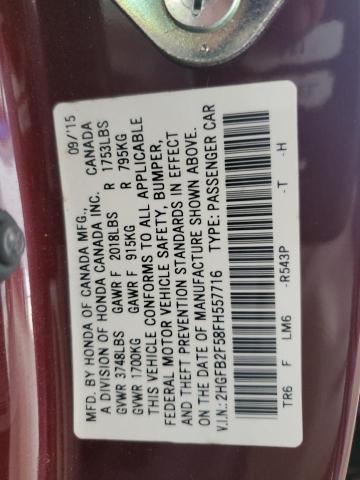 MFD. BY HONDA OF CANADA MFG., 09/'15
A DIVISION OF HONDA CANADA INC. CANADA
GVWR 3748LBS GAWR F 2018LBS R 1753LBS
GVWR 1700KG GAWR F 915KG R 795KG
THIS VEHICLE CONFORMS TO ALL APPLICABLE
FEDERAL MOTOR VEHICLE SAFETY, BUMPER,
AND THEFT PREVENTION STANDARDS IN EFFECT
ON THE DATE OF MANUFACTURE SHOWN ABOVE.
V.I.N.: 2HGFB2F58FH557716 TYPE: PASSENGER CAR
TR6 F LM6 -R543P -T -H